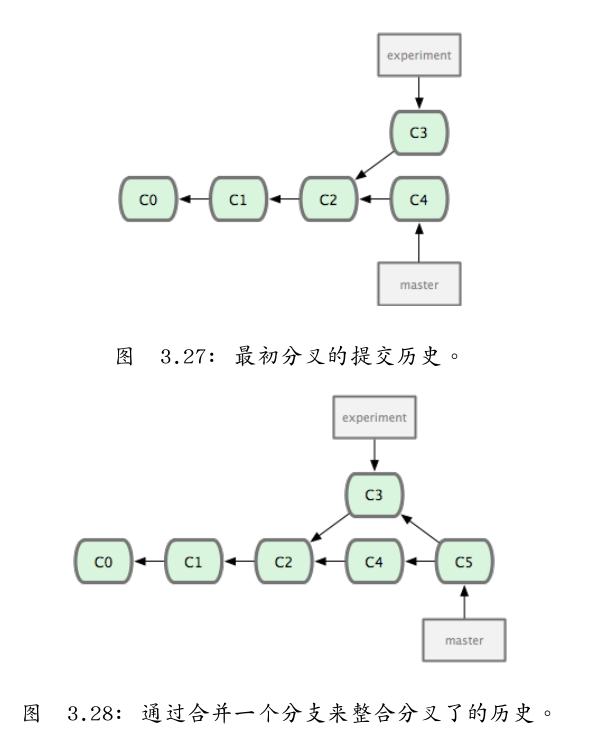 experiment
C3
C0 C1 C2 C4
master
图 3.27: 最初分叉的提交历史。
experiment
C3
C0 C1 C2 C4 C5
master
图 3.28: 通过合并一个分支来整合分叉了的历史。